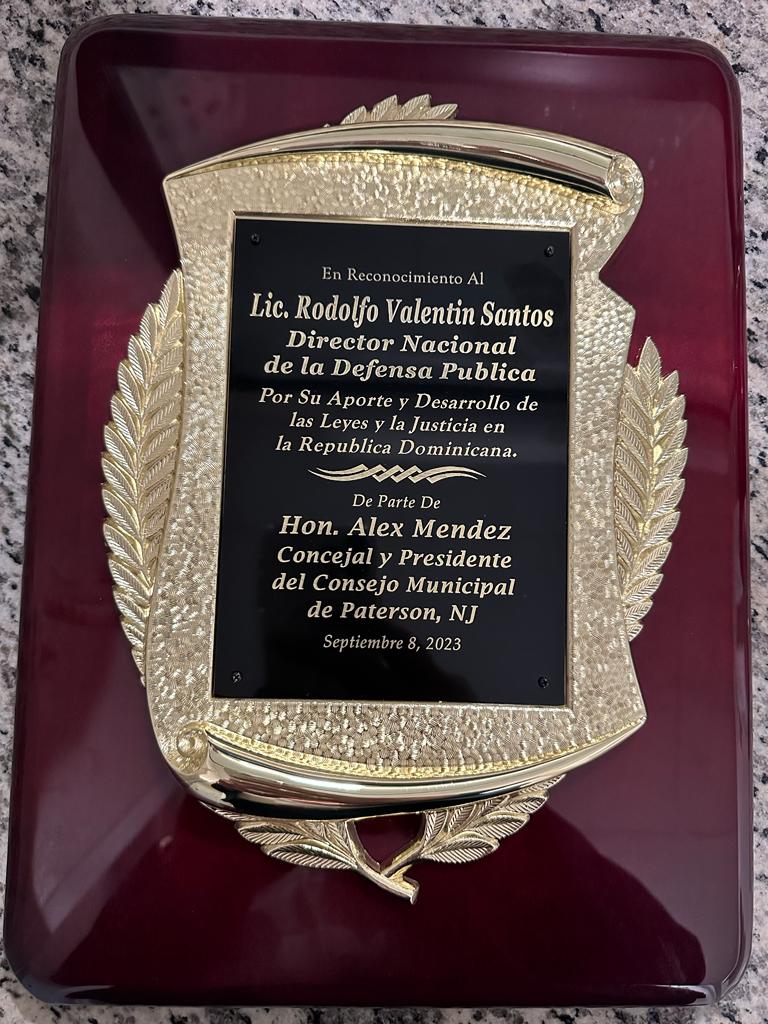 En Reconocimiento Al
Lic. Rodolfo Valentin Santos
Director Nacional
de la Defensa Publica
Por Su Aporte y Desarrollo de
las Leyes y la Justicia en
la Republica Dominicana.
De Parte De
Hon. Alex Mendez
Concejal y Presidente
del Consejo Municipal
de Paterson, NJ
Septiembre 8, 2023